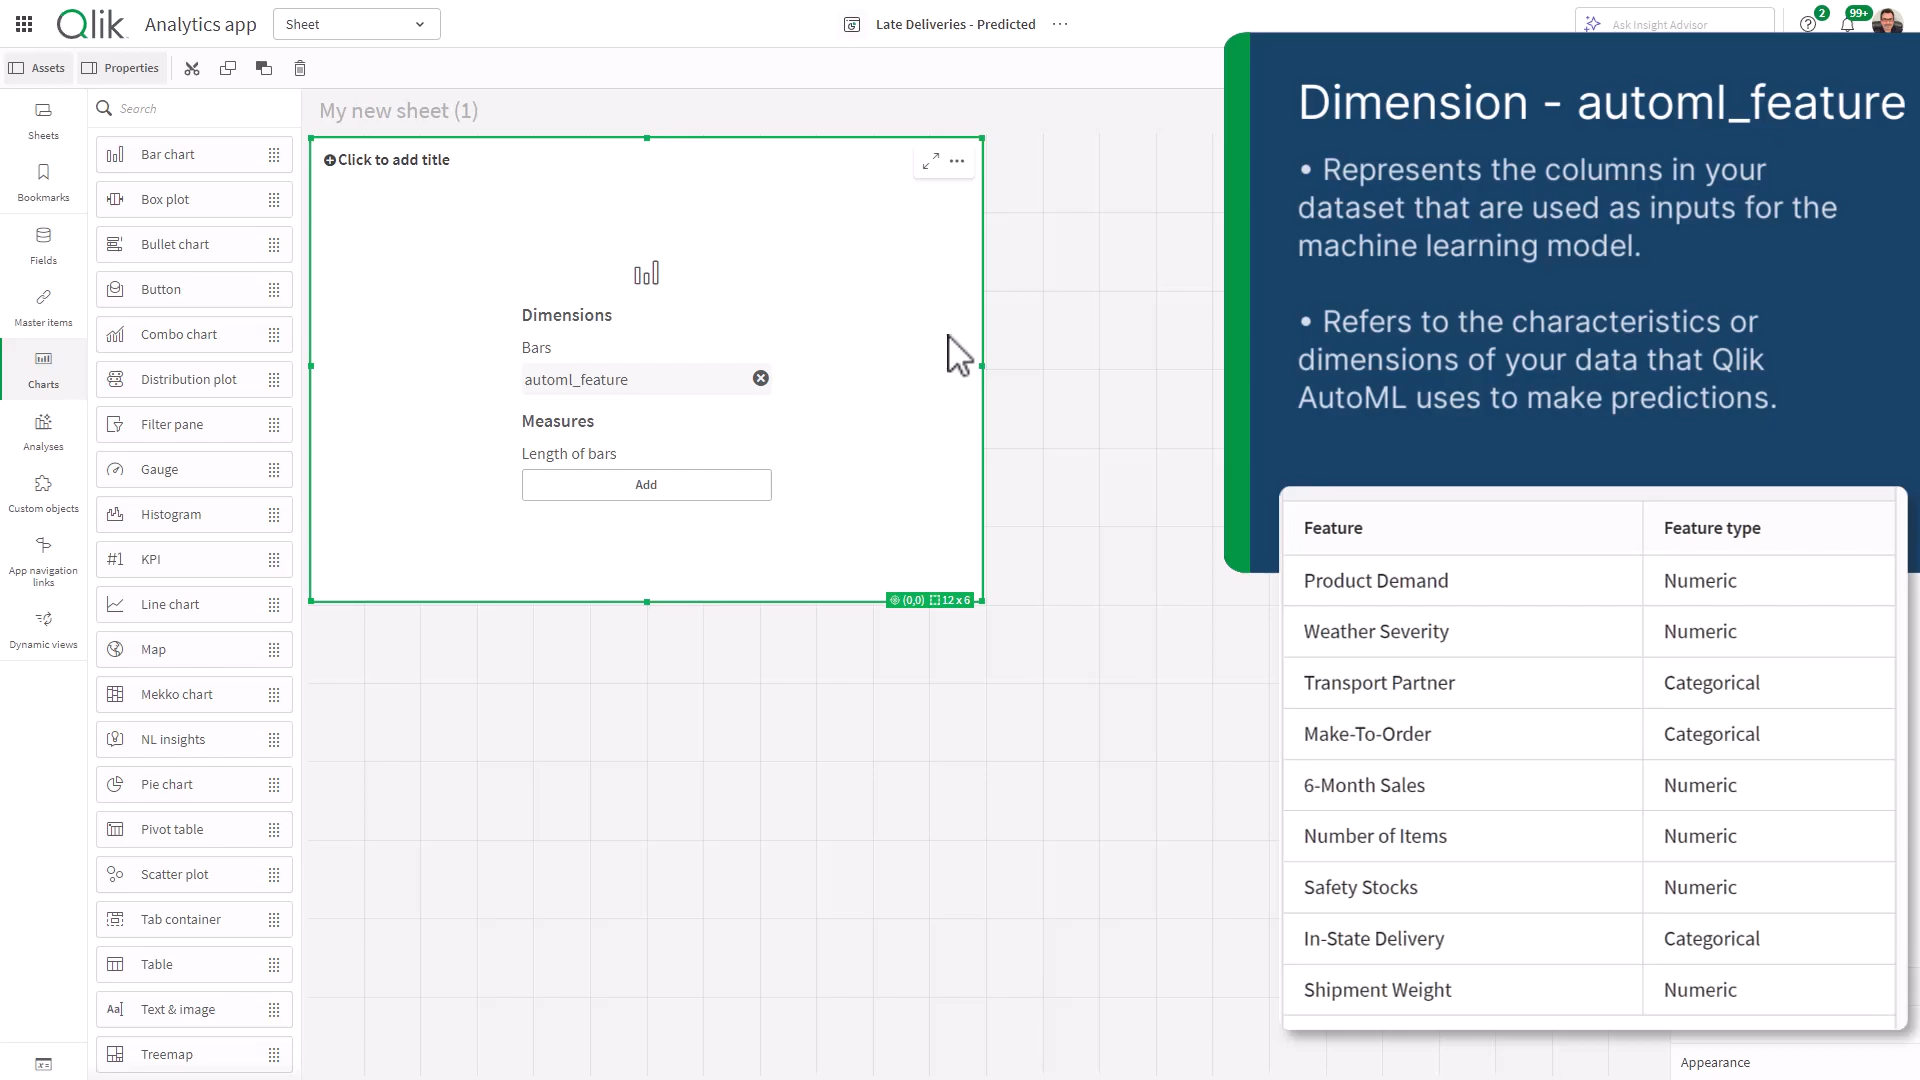 Qlik
Analytics app
Sheet
Late Deliveries - Predicted
Ask Insight Advisor
2
99+
Assets
Properties
Search
My new sheet (1)
Sheets
Bookmarks
Fields
Master items
Charts
Analyses
Custom objects
App navigation
links
Dynamic views
Bar chart
Box plot
Bullet chart
Button
Combo chart
Distribution plot
Filter pane
Gauge
Histogram
#1 KPI
Line chart
Map
Mekko chart
NL insights
Pie chart
Pivot table
Scatter plot
Tab container
Table
Text & image
Treemap
Click to add title
Dimensions
Bars
automl_feature
Measures
Length of bars
Add
(0,0) 12 x 6
Dimension - automl_feature
• Represents the columns in your
dataset that are used as inputs for the
machine learning model.
• Refers to the characteristics or
dimensions of your data that Qlik
AutoML uses to make predictions.
Feature Feature type
Product Demand Numeric
Weather Severity Numeric
Transport Partner Categorical
Make-To-Order Categorical
6-Month Sales Numeric
Number of Items Numeric
Safety Stocks Numeric
In-State Delivery Categorical
Shipment Weight Numeric
Appearance